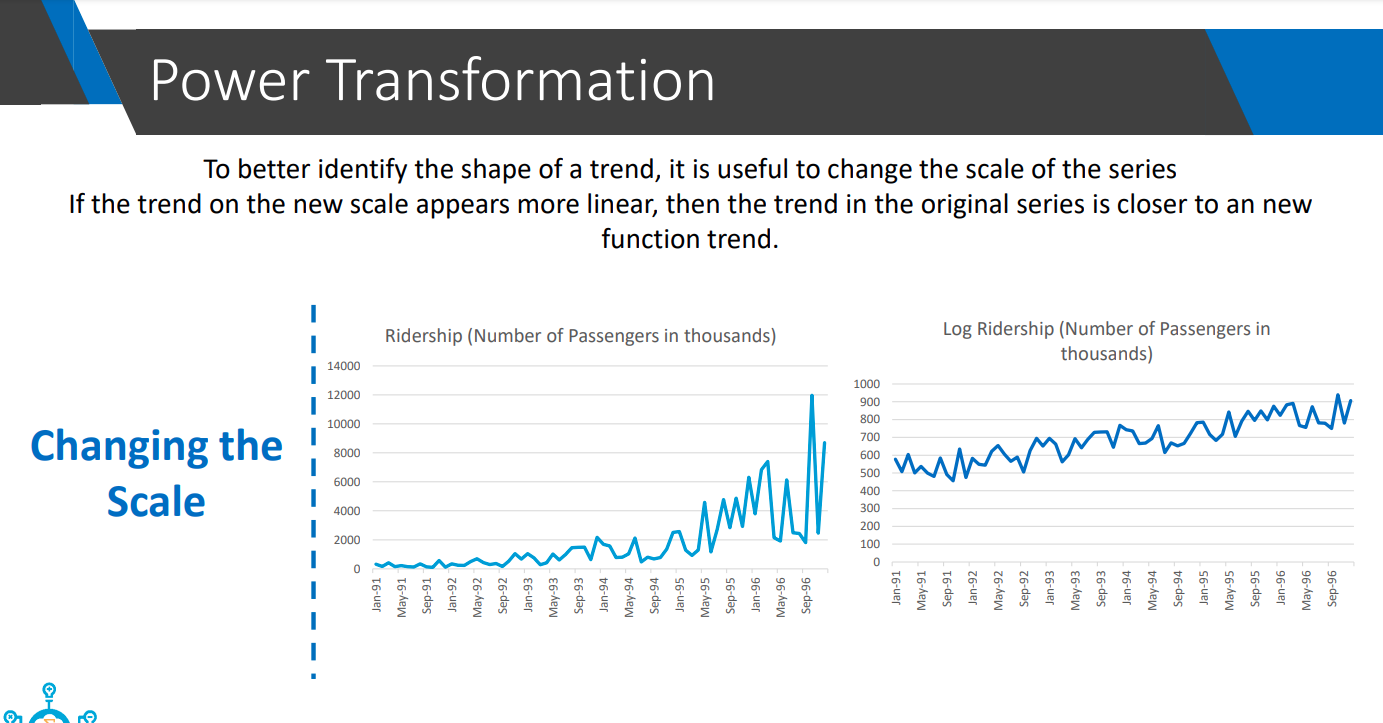 Power Transformation
To better identify the shape of a trend, it is useful to change the scale of the series
If the trend on the new scale appears more linear, then the trend in the original series is closer to an new
function trend.
Changing the
Scale
Ridership (Number of Passengers in thousands)
14000
12000
10000
8000
6000
4000
2000
0
Jan-91
May-91
Sep-91
Jan-92
May-92
Sep-92
Jan-93
May-93
Sep-93
Jan-94
May-94
Sep-94
Jan-95
May-95
Sep-95
Jan-96
May-96
Sep-96
Log Ridership (Number of Passengers in
thousands)
1000
900
800
700
600
500
400
300
200
100
0
Jan-91
May-91
Sep-91
Jan-92
May-92
Sep-92
Jan-93
May-93
Sep-93
Jan-94
May-94
Sep-94
Jan-95
May-95
Sep-95
Jan-96
May-96
Sep-96